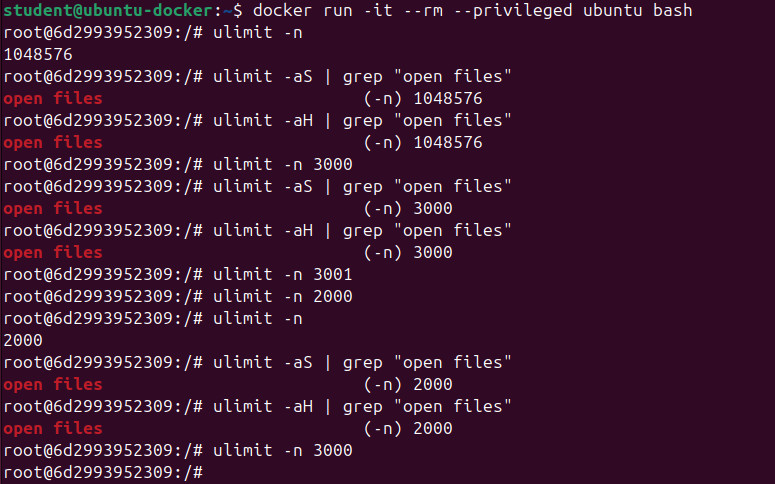 student@ubuntu-docker:~$ docker run -it --rm --privileged ubuntu bash
root@6d2993952309:/# ulimit -n
1048576
root@6d2993952309:/# ulimit -aS | grep "open files"
open files                          (-n) 1048576
root@6d2993952309:/# ulimit -aH | grep "open files"
open files                          (-n) 1048576
root@6d2993952309:/# ulimit -n 3000
root@6d2993952309:/# ulimit -aS | grep "open files"
open files                          (-n) 3000
root@6d2993952309:/# ulimit -aH | grep "open files"
open files                          (-n) 3000
root@6d2993952309:/# ulimit -n 3001
root@6d2993952309:/# ulimit -n 2000
root@6d2993952309:/# ulimit -n
2000
root@6d2993952309:/# ulimit -aS | grep "open files"
open files                          (-n) 2000
root@6d2993952309:/# ulimit -aH | grep "open files"
open files                          (-n) 2000
root@6d2993952309:/# ulimit -n 3000
root@6d2993952309:/#